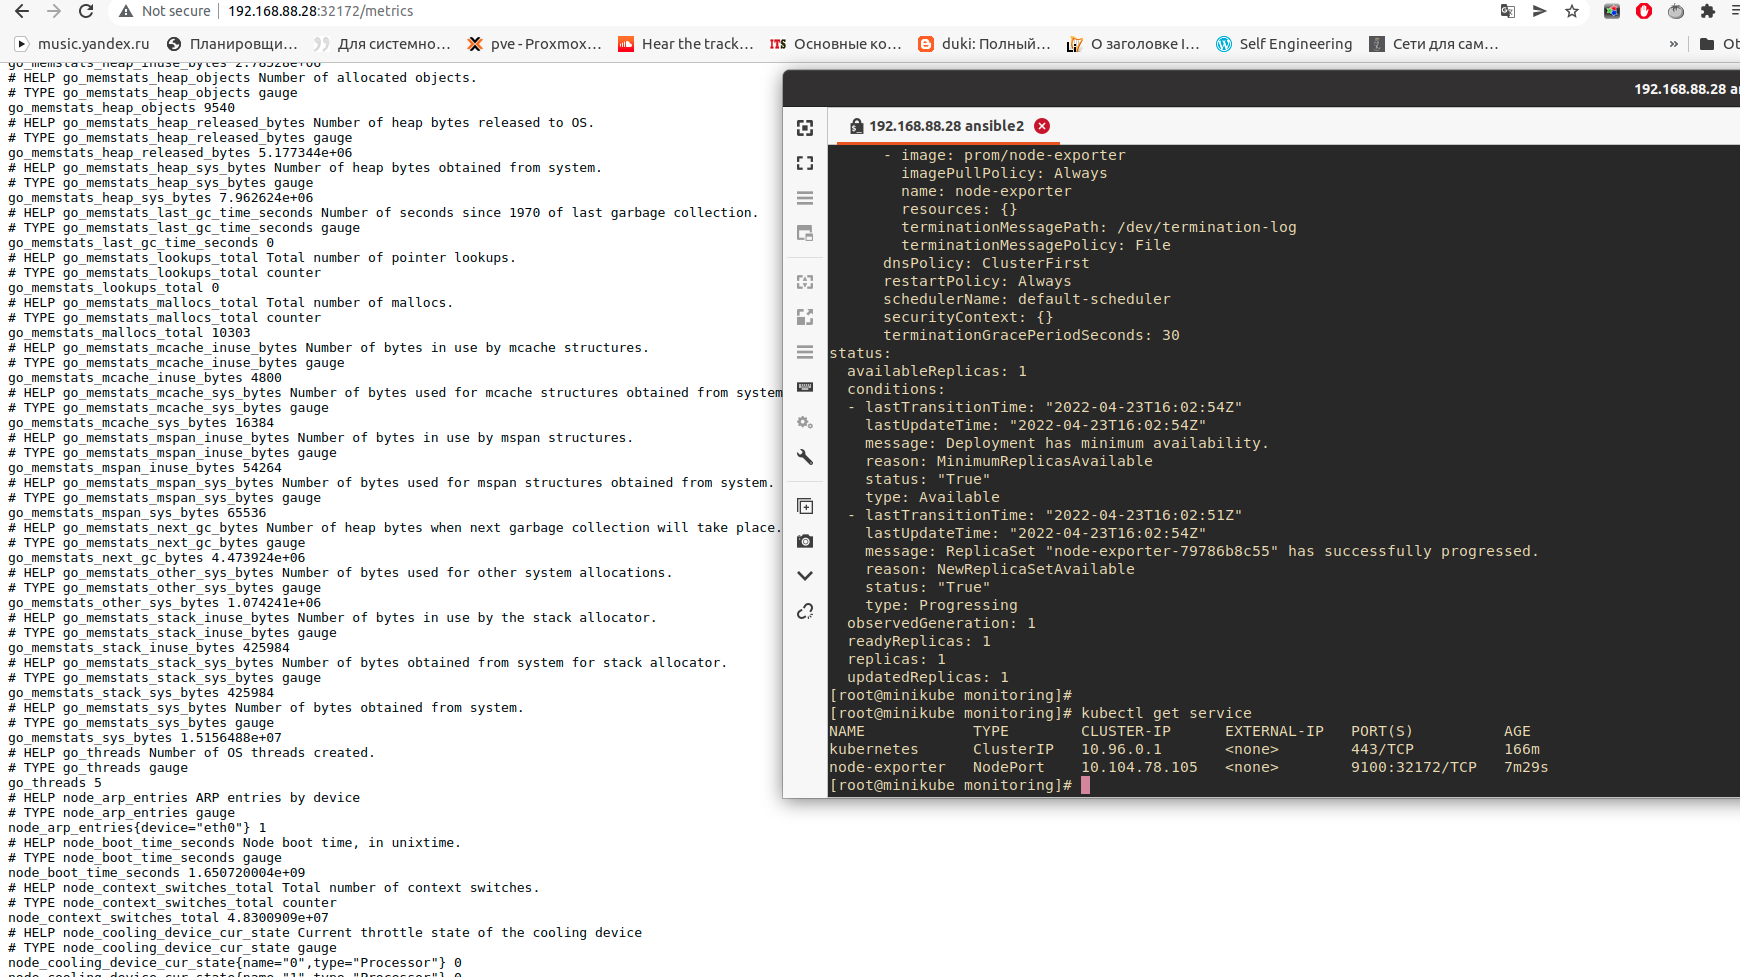 Not secure | 192.168.88.28:32172/metrics
music.yandex.ru Планировщи... Для системно... pve - Proxmox... Hear the track... ITS Основные ко... duki: Полный... О заголовке I... Self Engineering Сети для сам... » Ot
go_memstats_heap_inuse_bytes 2.78528e+06
# HELP go_memstats_heap_objects Number of allocated objects.
# TYPE go_memstats_heap_objects gauge
go_memstats_heap_objects 9540
# HELP go_memstats_heap_released_bytes Number of heap bytes released to OS.
# TYPE go_memstats_heap_released_bytes gauge
go_memstats_heap_released_bytes 5.177344e+06
# HELP go_memstats_heap_sys_bytes Number of heap bytes obtained from system.
# TYPE go_memstats_heap_sys_bytes gauge
go_memstats_heap_sys_bytes 7.962624e+06
# HELP go_memstats_last_gc_time_seconds Number of seconds since 1970 of last garbage collection.
# TYPE go_memstats_last_gc_time_seconds gauge
go_memstats_last_gc_time_seconds 0
# HELP go_memstats_lookups_total Total number of pointer lookups.
# TYPE go_memstats_lookups_total counter
go_memstats_lookups_total 0
# HELP go_memstats_mallocs_total Total number of mallocs.
# TYPE go_memstats_mallocs_total counter
go_memstats_mallocs_total 10303
# HELP go_memstats_mcache_inuse_bytes Number of bytes in use by mcache structures.
# TYPE go_memstats_mcache_inuse_bytes gauge
go_memstats_mcache_inuse_bytes 4800
# HELP go_memstats_mcache_sys_bytes Number of bytes used for mcache structures obtained from system
# TYPE go_memstats_mcache_sys_bytes gauge
go_memstats_mcache_sys_bytes 16384
# HELP go_memstats_mspan_inuse_bytes Number of bytes in use by mspan structures.
# TYPE go_memstats_mspan_inuse_bytes gauge
go_memstats_mspan_inuse_bytes 54264
# HELP go_memstats_mspan_sys_bytes Number of bytes used for mspan structures obtained from system.
# TYPE go_memstats_mspan_sys_bytes gauge
go_memstats_mspan_sys_bytes 65536
# HELP go_memstats_next_gc_bytes Number of heap bytes when next garbage collection will take place.
# TYPE go_memstats_next_gc_bytes gauge
go_memstats_next_gc_bytes 4.473924e+06
# HELP go_memstats_other_sys_bytes Number of bytes used for other system allocations.
# TYPE go_memstats_other_sys_bytes gauge
go_memstats_other_sys_bytes 1.074241e+06
# HELP go_memstats_stack_inuse_bytes Number of bytes in use by the stack allocator.
# TYPE go_memstats_stack_inuse_bytes gauge
go_memstats_stack_inuse_bytes 425984
# HELP go_memstats_stack_sys_bytes Number of bytes obtained from system for stack allocator.
# TYPE go_memstats_stack_sys_bytes gauge
go_memstats_stack_sys_bytes 425984
# HELP go_memstats_sys_bytes Number of bytes obtained from system.
# TYPE go_memstats_sys_bytes gauge
go_memstats_sys_bytes 1.5156488e+07
# HELP go_threads Number of OS threads created.
# TYPE go_threads gauge
go_threads 5
# HELP node_arp_entries ARP entries by device
# TYPE node_arp_entries gauge
node_arp_entries{device="eth0"} 1
# HELP node_boot_time_seconds Node boot time, in unixtime.
# TYPE node_boot_time_seconds gauge
node_boot_time_seconds 1.650720004e+09
# HELP node_context_switches_total Total number of context switches.
# TYPE node_context_switches_total counter
node_context_switches_total 4.8300909e+07
# HELP node_cooling_device_cur_state Current throttle state of the cooling device
# TYPE node_cooling_device_cur_state gauge
node_cooling_device_cur_state{name="0",type="Processor"} 0
node_cooling_device_cur_state{name="1",type="Processor"} 0
192.168.88.28 an
192.168.88.28 ansible2
- image: prom/node-exporter
imagePullPolicy: Always
name: node-exporter
resources: {}
terminationMessagePath: /dev/termination-log
terminationMessagePolicy: File
dnsPolicy: ClusterFirst
restartPolicy: Always
schedulerName: default-scheduler
securityContext: {}
terminationGracePeriodSeconds: 30
status:
availableReplicas: 1
conditions:
- lastTransitionTime: "2022-04-23T16:02:54Z"
lastUpdateTime: "2022-04-23T16:02:54Z"
message: Deployment has minimum availability.
reason: MinimumReplicasAvailable
status: "True"
type: Available
- lastTransitionTime: "2022-04-23T16:02:51Z"
lastUpdateTime: "2022-04-23T16:02:54Z"
message: ReplicaSet "node-exporter-79786b8c55" has successfully progressed.
reason: NewReplicaSetAvailable
status: "True"
type: Progressing
observedGeneration: 1
readyReplicas: 1
replicas: 1
updatedReplicas: 1
[root@minikube monitoring]#
[root@minikube monitoring]# kubectl get service
NAME TYPE CLUSTER-IP EXTERNAL-IP PORT(S) AGE
kubernetes ClusterIP 10.96.0.1 <none> 443/TCP 166m
node-exporter NodePort 10.104.78.105 <none> 9100:32172/TCP 7m29s
[root@minikube monitoring]#